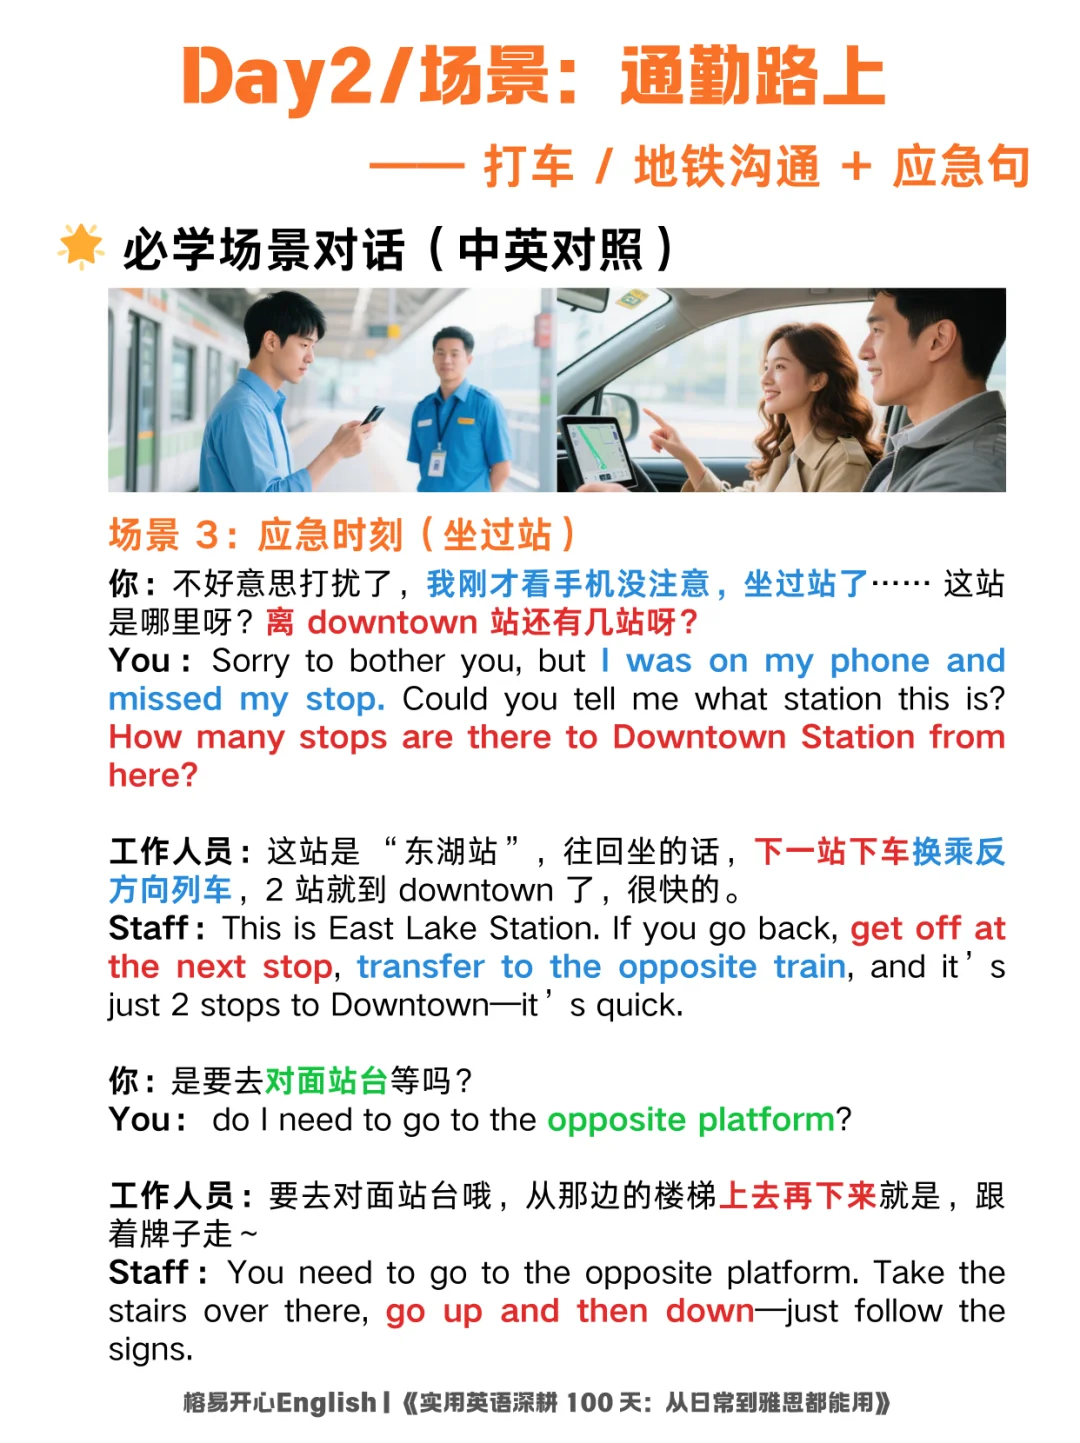 Day2/场景：通勤路上
—— 打车 / 地铁沟通 + 应急句
必学场景对话（中英对照）
场景 3：应急时刻（坐过站）
你：不好意思打扰了，我刚才看手机没注意，坐过站了…… 这站
是哪里呀？离 downtown 站还有几站呀？
You：Sorry to bother you, but I was on my phone and
missed my stop. Could you tell me what station this is?
How many stops are there to Downtown Station from
here?
工作人员：这站是“东湖站”，往回坐的话，下一站下车换乘反
方向列车，2 站就到 downtown 了，很快的。
Staff：This is East Lake Station. If you go back, get off at
the next stop, transfer to the opposite train, and it’s
just 2 stops to Downtown—it’s quick.
你：是要去对面站台等吗？
You： do I need to go to the opposite platform?
工作人员：要去对面站台哦，从那边的楼梯上去再下来就是，跟
着牌子走~
Staff：You need to go to the opposite platform. Take the
stairs over there, go up and then down—just follow the
signs.
榕易开心English |《实用英语深耕 100 天：从日常到雅思都能用》